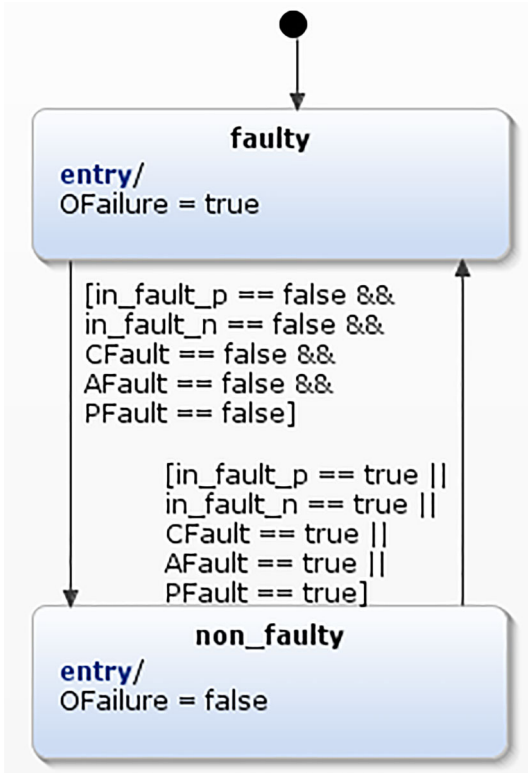 faulty
entry/
OFailure = true
[in_fault_p == false &&
in_fault_n == false &&
CFault == false &&
AFault == false &&
PFault == false]
[in_fault_p == true ||
in_fault_n == true ||
CFault == true ||
AFault == true ||
PFault == true]
non_faulty
entry/
OFailure = false